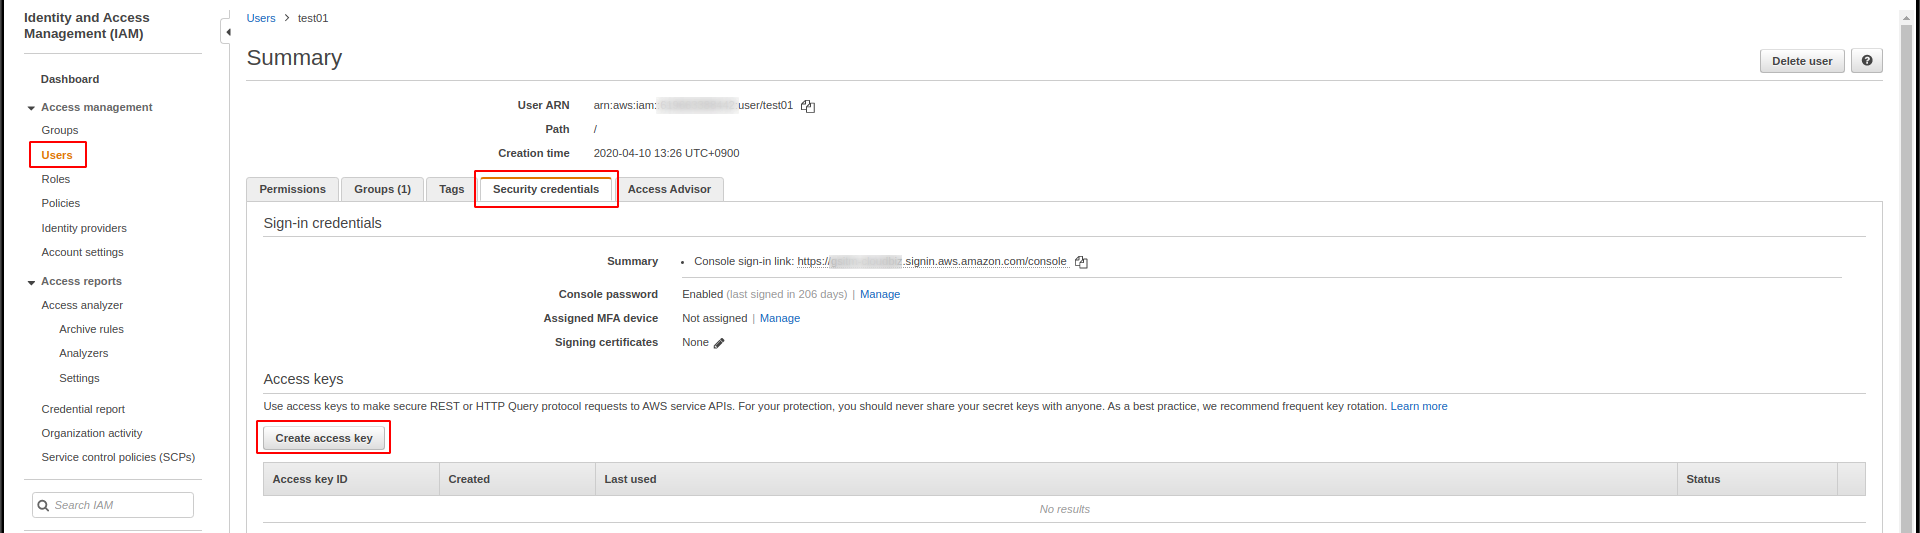 Identity and Access
Management (IAM)
Dashboard
Access management
Groups
Users
Roles
Policies
Identity providers
Account settings
Access reports
Access analyzer
Archive rules
Analyzers
Settings
Credential report
Organization activity
Service control policies (SCPs)
Search IAM
Users > test01
Summary
Delete user
User ARN arn:aws:iam: user/test01
Path /
Creation time 2020-04-10 13:26 UTC+0900
Permissions Groups (1) Tags Security credentials Access Advisor
Sign-in credentials
Summary • Console sign-in link: https:// .signin.aws.amazon.com/console
Console password Enabled (last signed in 206 days) | Manage
Assigned MFA device Not assigned | Manage
Signing certificates None
Access keys
Use access keys to make secure REST or HTTP Query protocol requests to AWS service APIs. For your protection, you should never share your secret keys with anyone. As a best practice, we recommend frequent key rotation. Learn more
Create access key
Access key ID Created Last used Status
No results